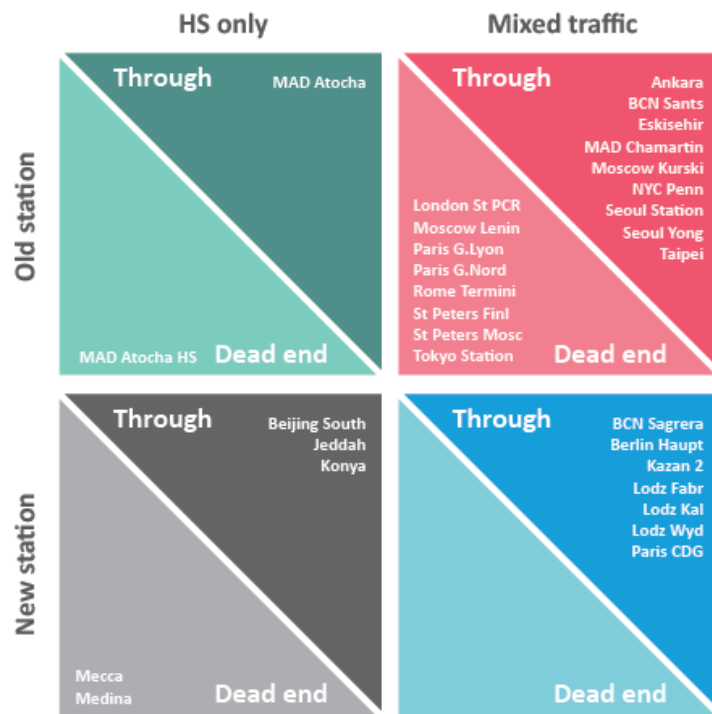 HS only
Mixed traffic
Old station
Through
MAD Atocha
MAD Atocha HS
Dead end
Through
Ankara
BCN Sants
Eskisehir
MAD Chamartin
Moscow Kurski
NYC Penn
Seoul Station
Seoul Yong
Taipei
London St PCR
Moscow Lenin
Paris G.Lyon
Paris G.Nord
Rome Termini
St Peters Finl
St Peters Mosc
Tokyo Station
Dead end
New station
Through
Beijing South
Jeddah
Konya
Mecca
Medina
Dead end
Through
BCN Sagrera
Berlin Haupt
Kazan 2
Lodz Fabr
Lodz Kal
Lodz Wyd
Paris CDG
Dead end